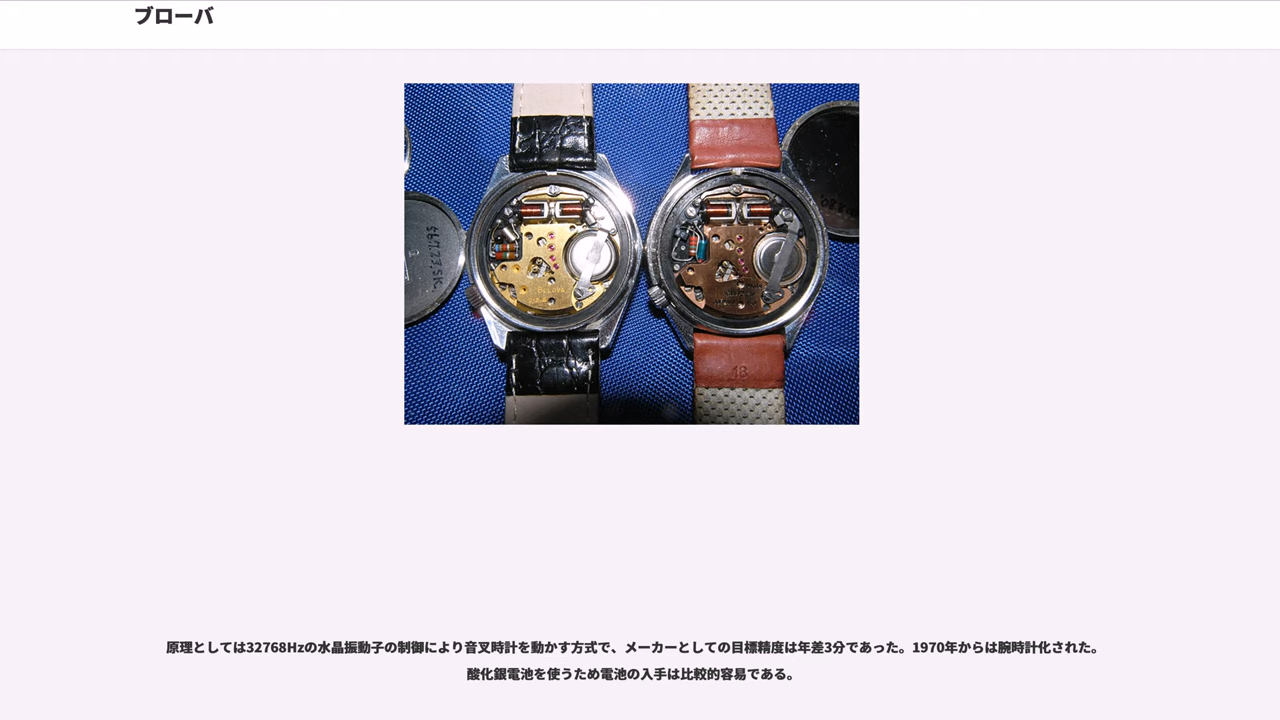 ブローバ
18
原理としては32768Hzの水晶振動子の制御により音叉時計を動かす方式で、メーカーとしての目標精度は年差3分であった。1970年からは腕時計化された。
酸化銀電池を使うため電池の入手は比較的容易である。